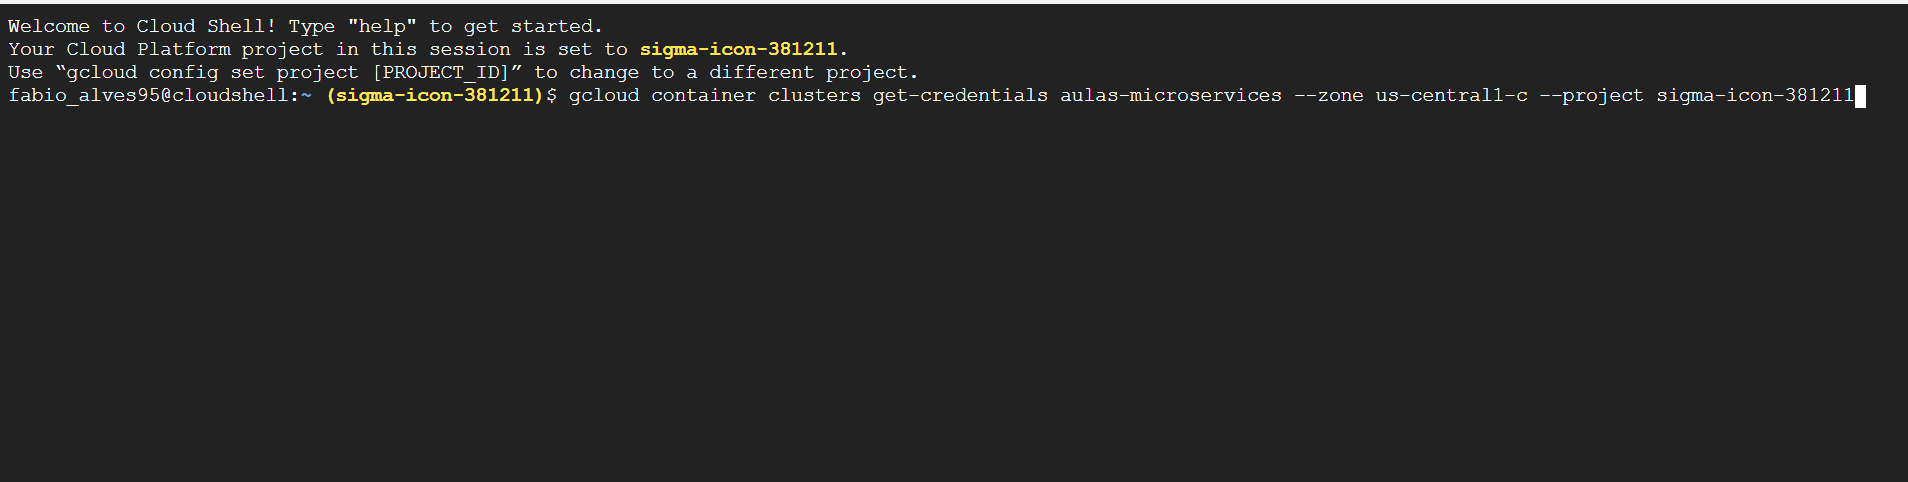 Welcome to Cloud Shell! Type "help" to get started.
Your Cloud Platform project in this session is set to sigma-icon-381211.
Use “gcloud config set project [PROJECT_ID]” to change to a different project.
fabio_alves95@cloudshell:~ (sigma-icon-381211)$ gcloud container clusters get-credentials aulas-microservices --zone us-central1-c --project sigma-icon-381211